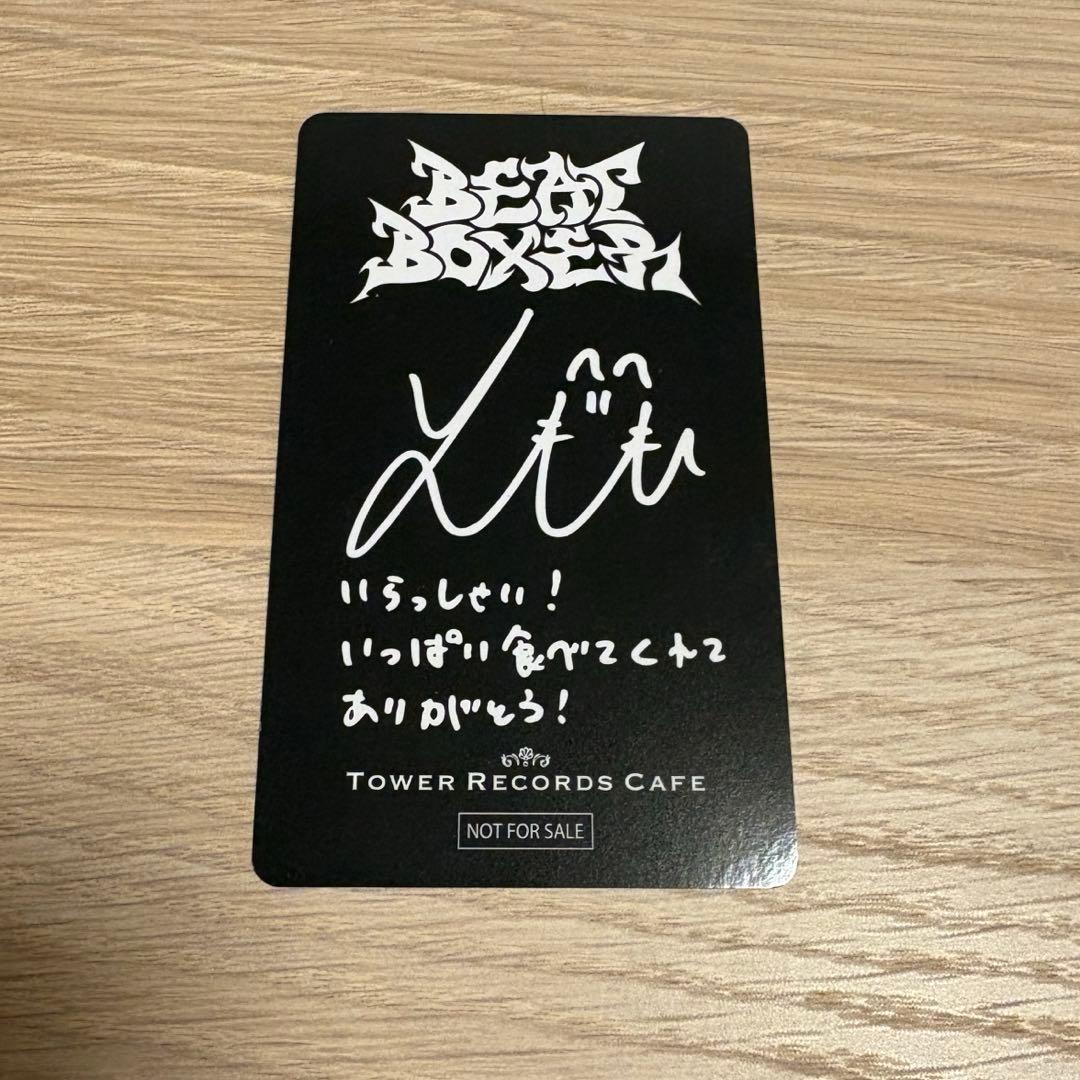 BEAT
BOXER
いらっしゃい！
いっぱい食べてくれて
ありがとう！
TOWER RECORDS CAFE
NOT FOR SALE